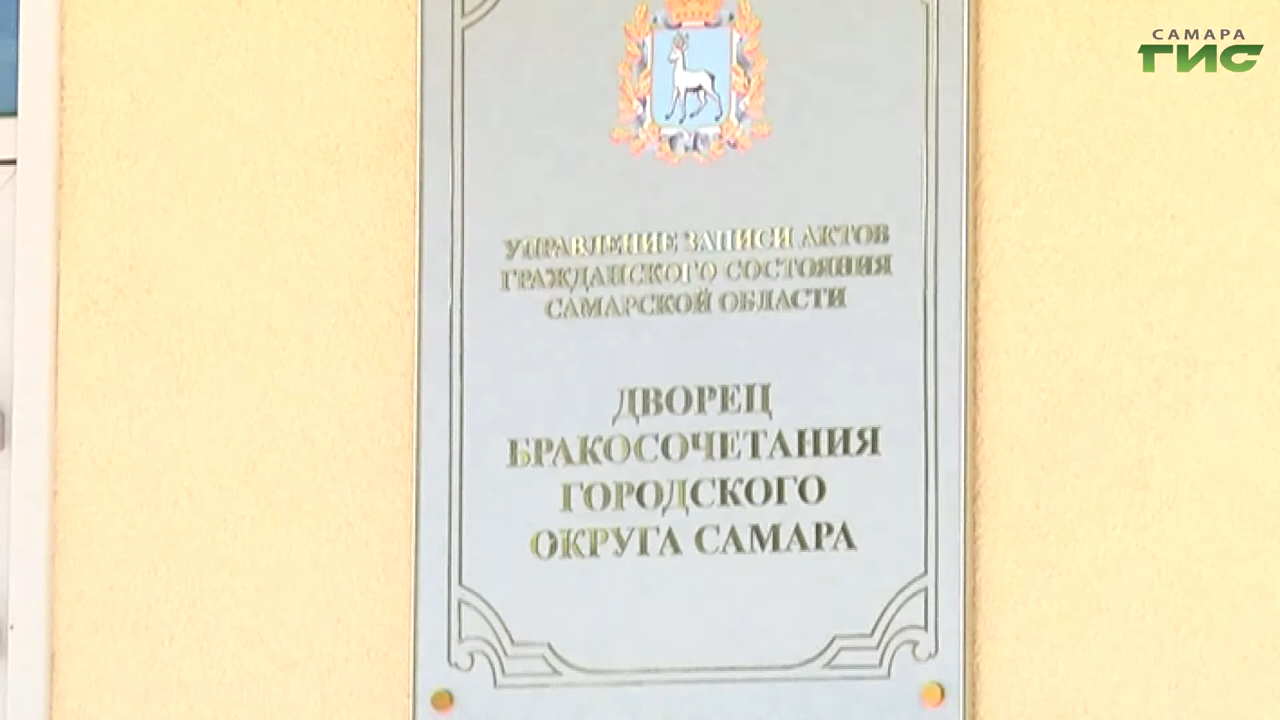 САМАРА
ГИС
УПРАВЛЕНИЕ ЗАПИСИ АКТОВ
ГРАЖДАНСКОГО СОСТОЯНИЯ
САМАРСКОЙ ОБЛАСТИ
ДВОРЕЦ
БРАКОСОЧЕТАНИЯ
ГОРОДСКОГО
ОКРУГА САМАРА